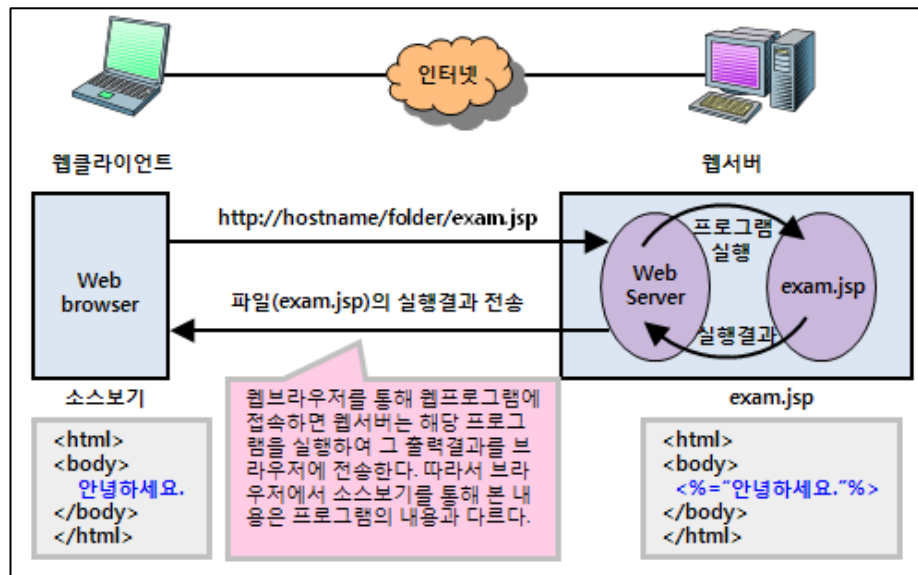 인터넷
웹클라이언트
웹서버
http://hostname/folder/exam.jsp
Web
browser
파일(exam.jsp)의 실행결과 전송
프로그램
실행
Web
Server
exam.jsp
실행결과
소스보기
<html>
<body>
안녕하세요.
</body>
</html>
웹브라우저를 통해 웹프로그램에
접속하면 웹서버는 해당 프로그
램을 실행하여 그 출력결과를 브
라우저에 전송한다. 따라서 브라
우저에서 소스보기를 통해 본 내
용은 프로그램의 내용과 다르다.
exam.jsp
<html>
<body>
<%=“안녕하세요.”%>
</body>
</html>